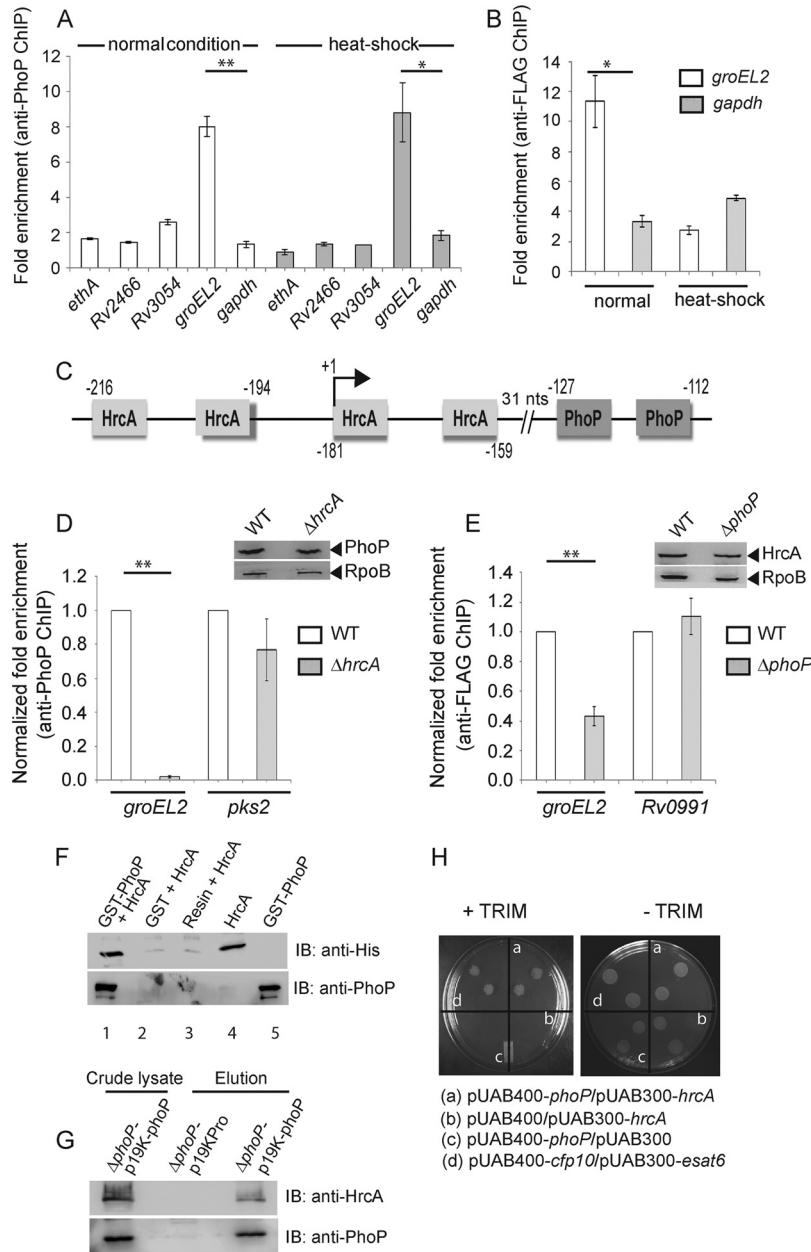 A
normal condition
heat-shock
**
*
Fold enrichment (anti-PhoP ChIP)
12
10
8
6
4
2
0
ethA
Rv2466
Rv3054
groEL2
gapdh
ethA
Rv2466
Rv3054
groEL2
gapdh
B
Fold enrichment (anti-FLAG ChIP)
14
12
10
8
6
4
2
0
*
groEL2
gapdh
normal
heat-shock
C
-216
-194
+1
31 nts
-127
-112
HrcA
HrcA
HrcA
HrcA
PhoP
PhoP
-181
-159
D
WT
ΔhrcA
PhoP
RpoB
Normalized fold enrichment
(anti-PhoP ChIP)
1.2
1.0
0.8
0.6
0.4
0.2
0.0
**
WT
ΔhrcA
groEL2
pks2
E
WT
ΔphoP
HrcA
RpoB
Normalized fold enrichment
(anti-FLAG ChIP)
1.4
1.2
1.0
0.8
0.6
0.4
0.2
0.0
**
WT
ΔphoP
groEL2
Rv0991
F
GST-PhoP
+ HrcA
GST + HrcA
Resin + HrcA
HrcA
GST-PhoP
IB: anti-His
IB: anti-PhoP
1
2
3
4
5
G
Crude lysate
Elution
ΔphoP-
p19K-phoP
ΔphoP-
p19KPro
ΔphoP-
p19K-phoP
IB: anti-HrcA
IB: anti-PhoP
H
+ TRIM
- TRIM
a
b
c
d
a
b
c
d
(a) pUAB400-phoP/pUAB300-hrcA
(b) pUAB400/pUAB300-hrcA
(c) pUAB400-phoP/pUAB300
(d) pUAB400-cfp10/pUAB300-esat6